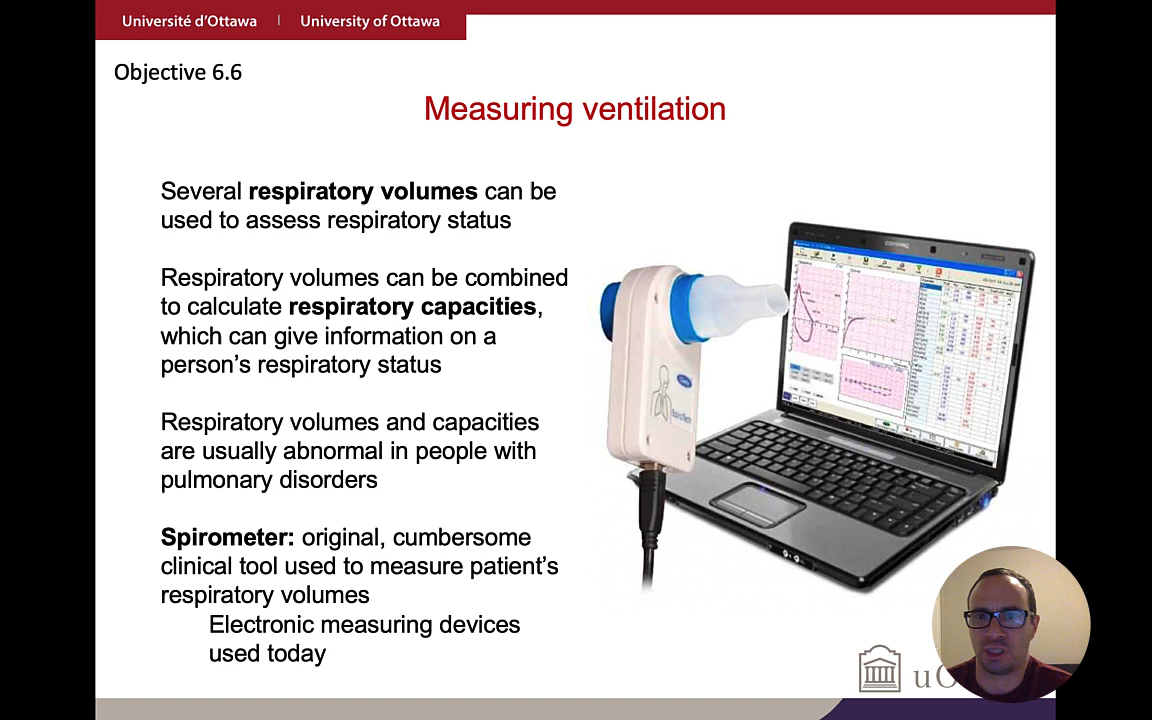 Université d'Ottawa | University of Ottawa
Objective 6.6
Measuring ventilation
Several respiratory volumes can be
used to assess respiratory status
Respiratory volumes can be combined
to calculate respiratory capacities,
which can give information on a
person's respiratory status
Respiratory volumes and capacities
are usually abnormal in people with
pulmonary disorders
Spirometer: original, cumbersome
clinical tool used to measure patient's
respiratory volumes
Electronic measuring devices
used today
COMPAQ